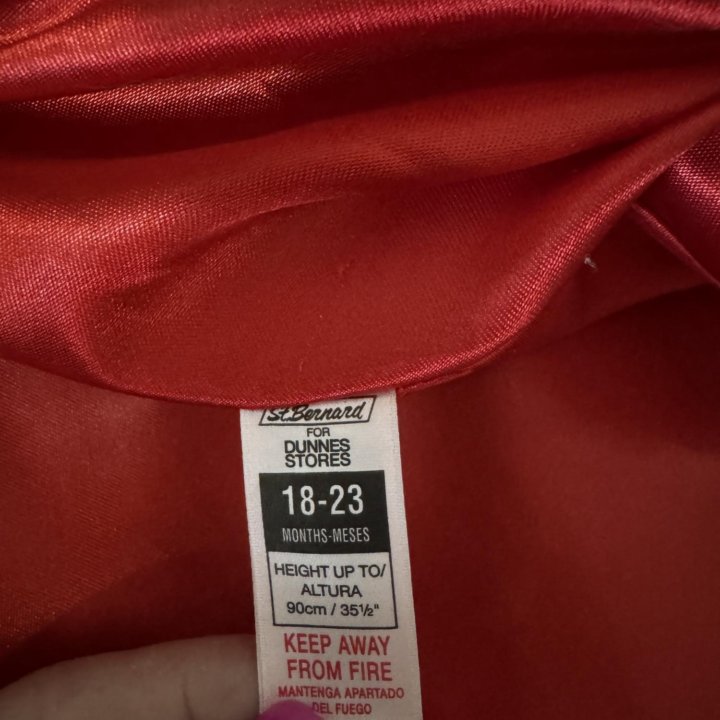 St.Bernard
FOR
DUNNES
STORES
18-23
MONTHS-MESES
HEIGHT UP TO/
ALTURA
90cm / 35½"
KEEP AWAY
FROM FIRE
MANTENGA APARTADO
DEL FUEGO